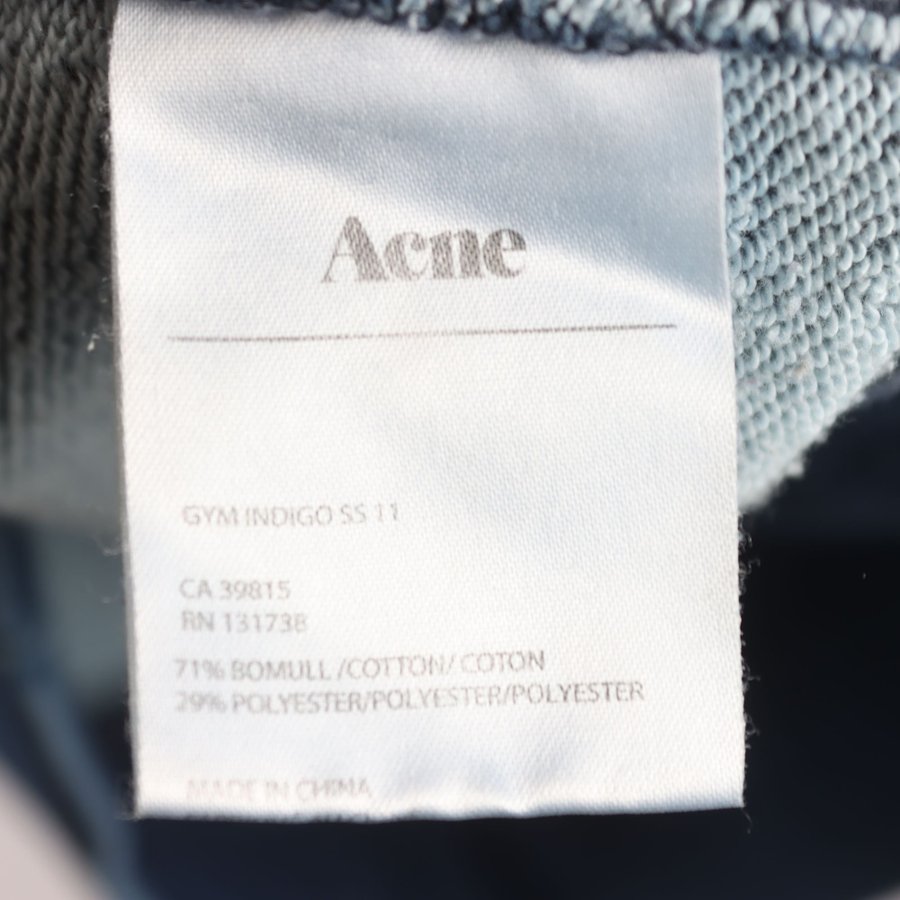 Acne
GYM INDIGO SS 11
CA 39815
RN 131738
71% BOMULL /COTTON/ COTON
29% POLYESTER/POLYESTER/POLYESTER
MADE IN CHINA